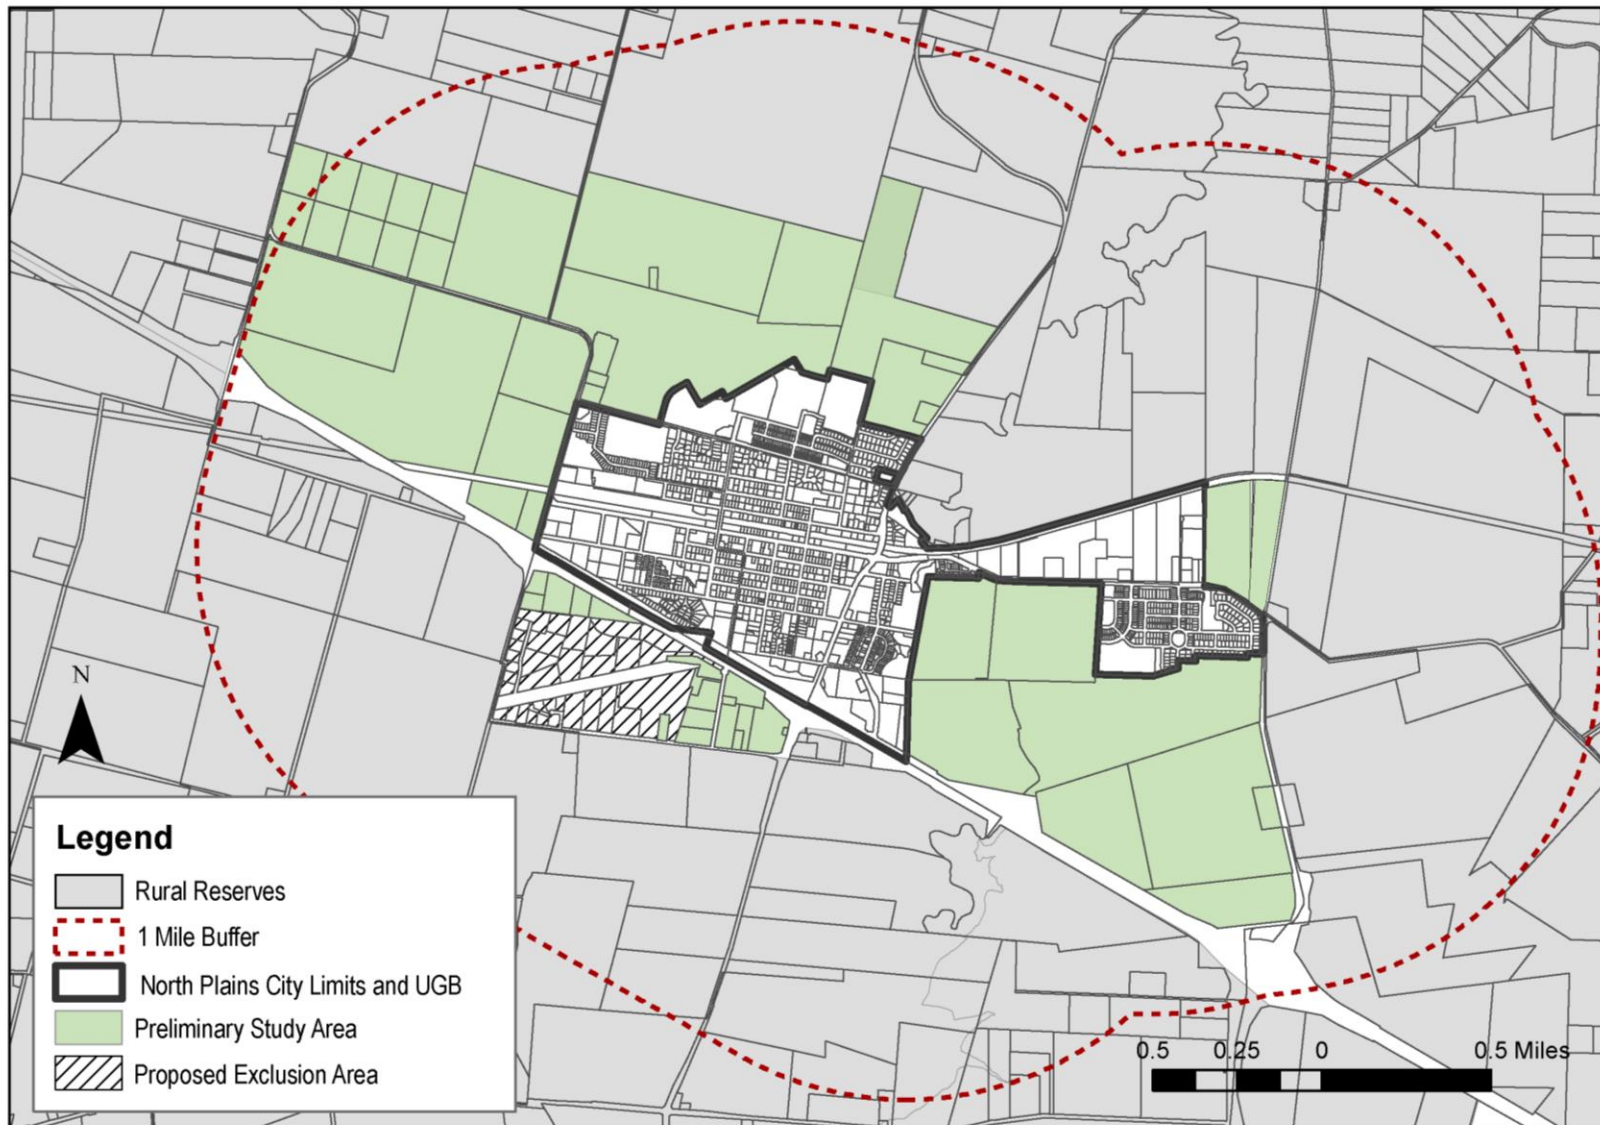 N
Legend
Rural Reserves
1 Mile Buffer
North Plains City Limits and UGB
Preliminary Study Area
Proposed Exclusion Area
0.5 0.25 0 0.5 Miles